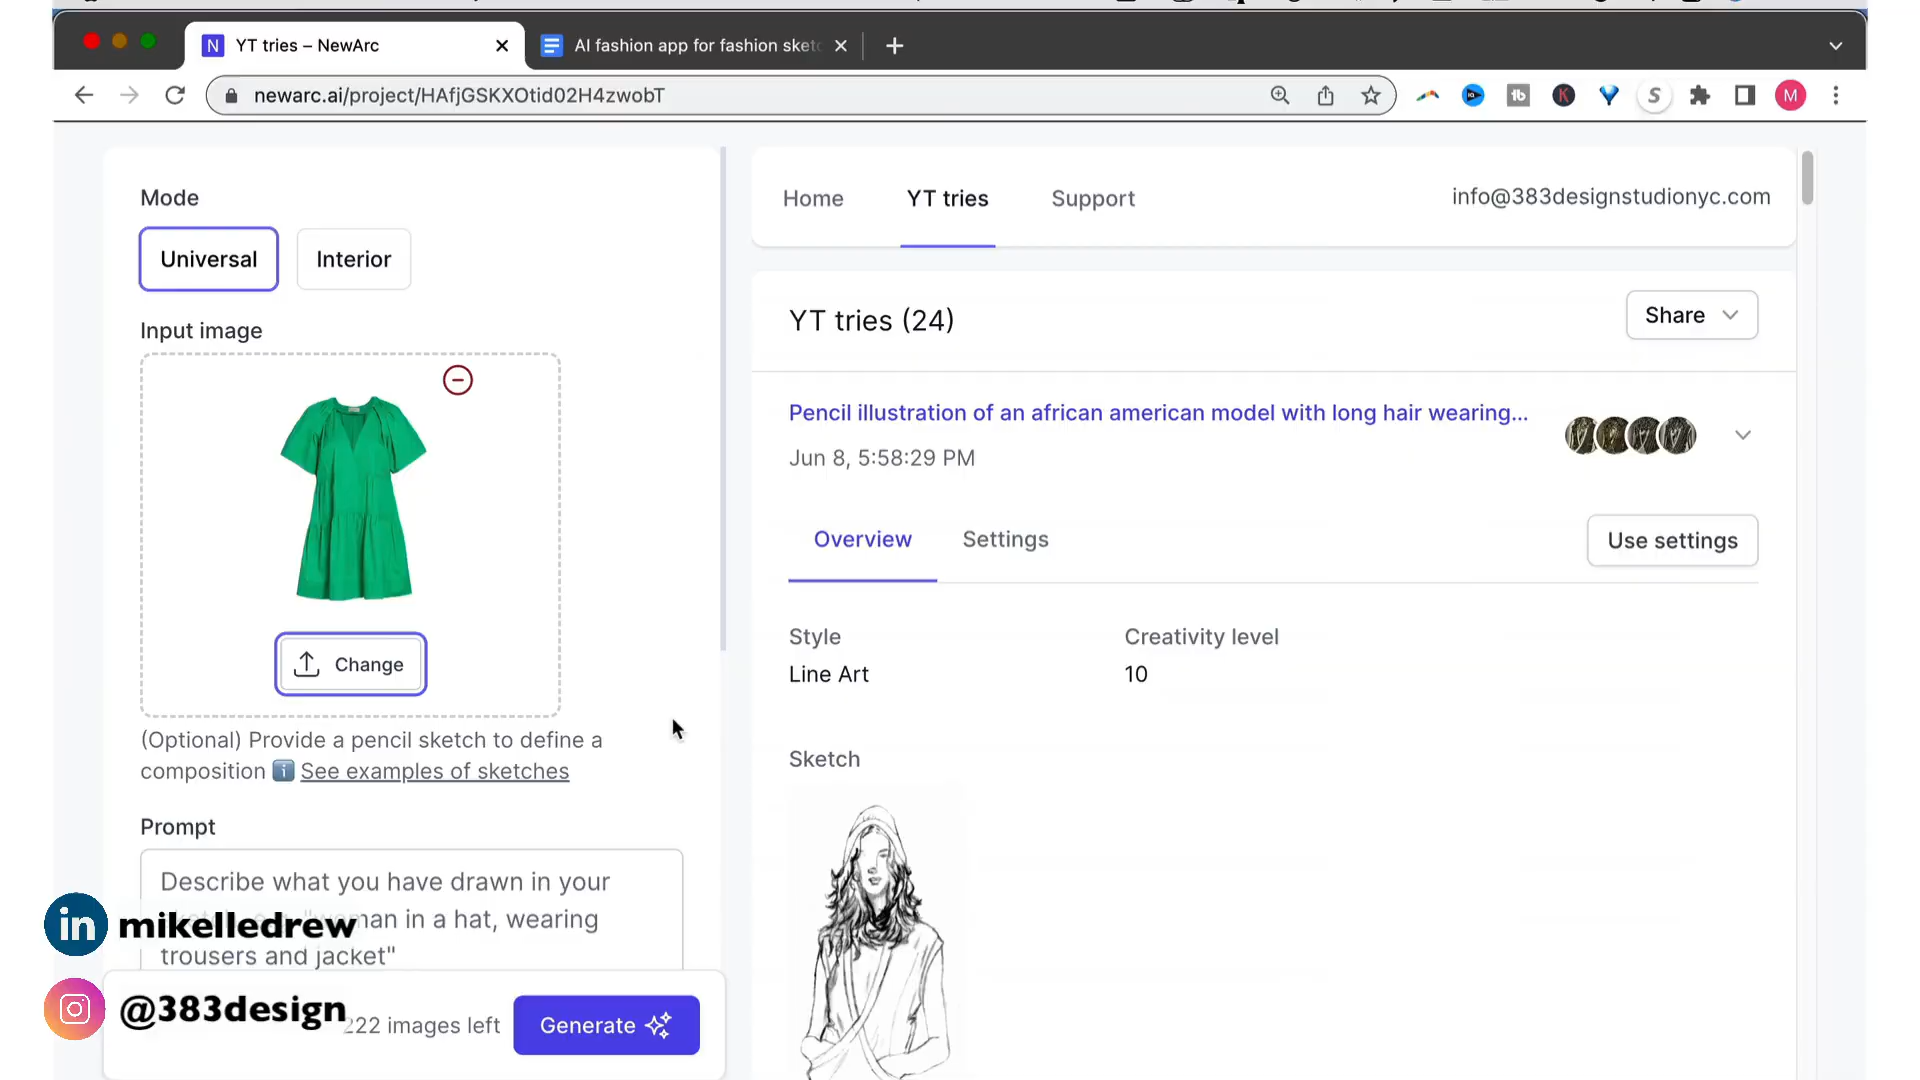 YT tries – NewArc
AI fashion app for fashion sketc
newarc.ai/project/HAfjGSKXOtid02H4zwobT
M
Mode
Universal
Interior
Input image
Change
(Optional) Provide a pencil sketch to define a
composition See examples of sketches
Prompt
Describe what you have drawn in your
"woman in a hat, wearing
trousers and jacket"
in mikelledrew
@383design
222 images left
Generate
Home
YT tries
Support
info@383designstudionyc.com
YT tries (24)
Share
Pencil illustration of an african american model with long hair wearing...
Jun 8, 5:58:29 PM
Overview
Settings
Use settings
Style
Creativity level
Line Art
10
Sketch